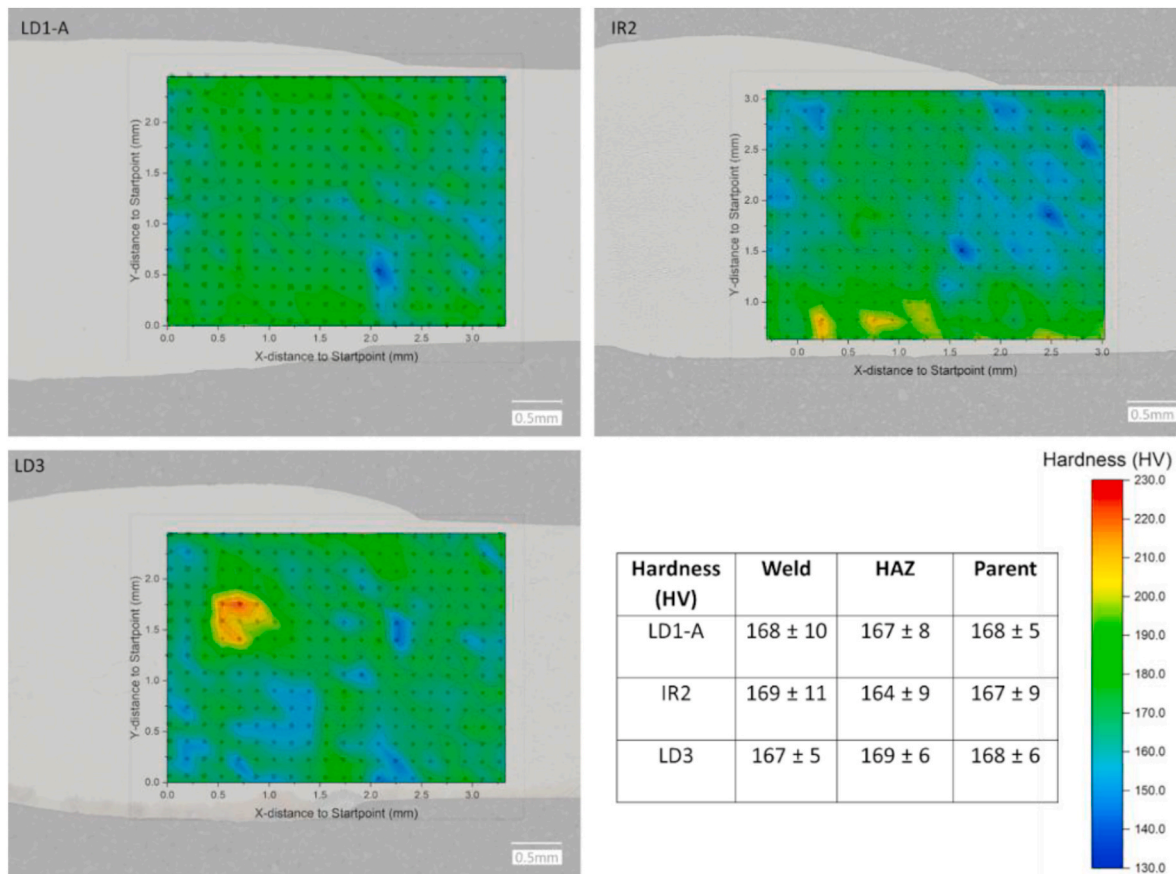 LD1-A
2.0
1.5
1.0
0.5
0.0
Y-distance to Startpoint (mm)
0.0 0.5 1.0 1.5 2.0 2.5 3.0
X-distance to Startpoint (mm)
0.5mm
IR2
3.0
2.5
2.0
1.5
1.0
Y-distance to Startpoint (mm)
0.0 0.5 1.0 1.5 2.0 2.5 3.0
X-distance to Startpoint (mm)
0.5mm
LD3
2.0
1.5
1.0
0.5
0.0
Y-distance to Startpoint (mm)
0.0 0.5 1.0 1.5 2.0 2.5 3.0
X-distance to Startpoint (mm)
0.5mm
Hardness (HV) Weld HAZ Parent
LD1-A 168 ± 10 167 ± 8 168 ± 5
IR2 169 ± 11 164 ± 9 167 ± 9
LD3 167 ± 5 169 ± 6 168 ± 6
Hardness (HV)
230.0
220.0
210.0
200.0
190.0
180.0
170.0
160.0
150.0
140.0
130.0